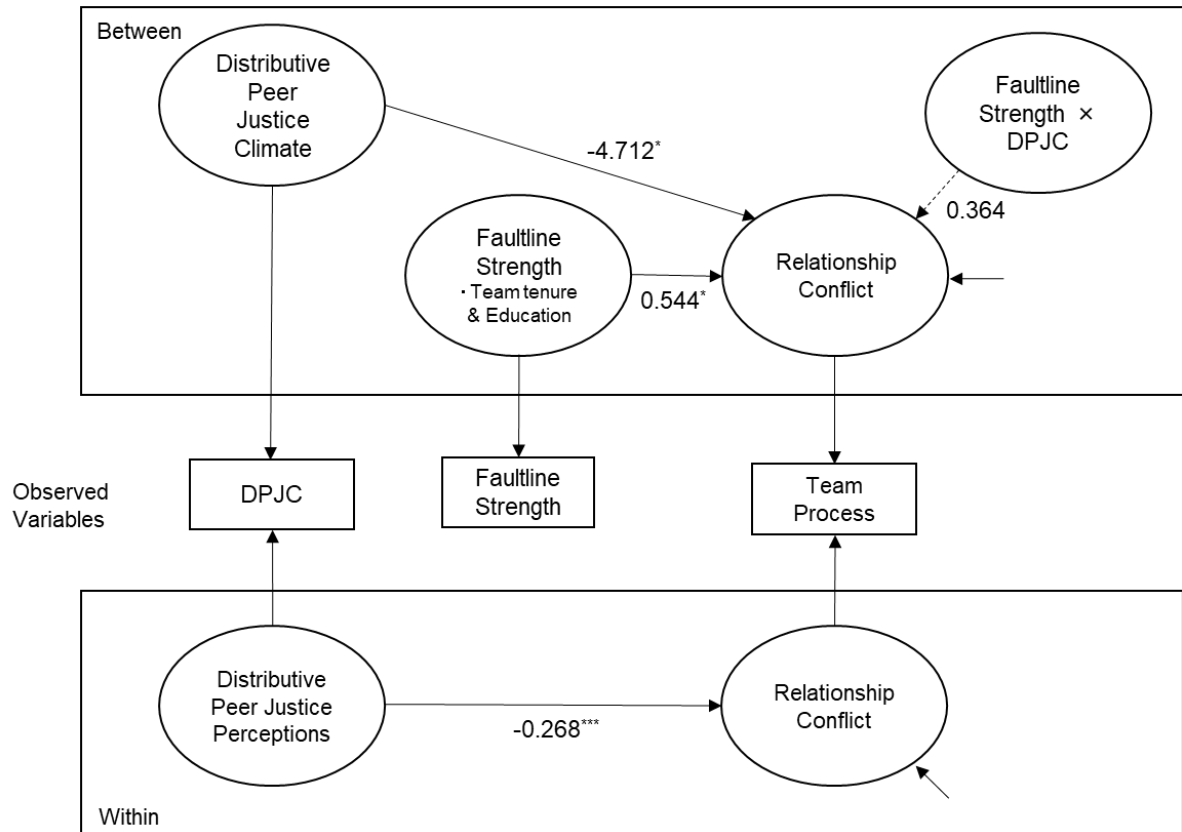 Between
Distributive
Peer
Justice
Climate
Faultline
Strength ×
DPJC
-4.712*
0.364
Faultline
Strength
・Team tenure
& Education
0.544*
Relationship
Conflict
Observed
Variables
DPJC
Faultline
Strength
Team
Process
Distributive
Peer Justice
Perceptions
-0.268***
Relationship
Conflict
Within